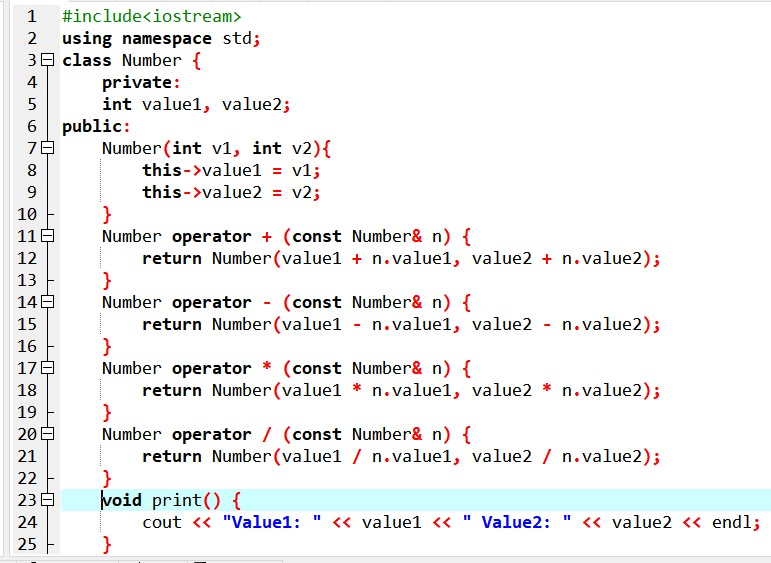 1 #include<iostream>
2 using namespace std;
3 class Number {
4     private:
5     int value1, value2;
6 public:
7     Number(int v1, int v2){
8         this->value1 = v1;
9         this->value2 = v2;
10     }
11     Number operator + (const Number& n) {
12         return Number(value1 + n.value1, value2 + n.value2);
13     }
14     Number operator - (const Number& n) {
15         return Number(value1 - n.value1, value2 - n.value2);
16     }
17     Number operator * (const Number& n) {
18         return Number(value1 * n.value1, value2 * n.value2);
19     }
20     Number operator / (const Number& n) {
21         return Number(value1 / n.value1, value2 / n.value2);
22     }
23     void print() {
24         cout << "Value1: " << value1 << " Value2: " << value2 << endl;
25     }